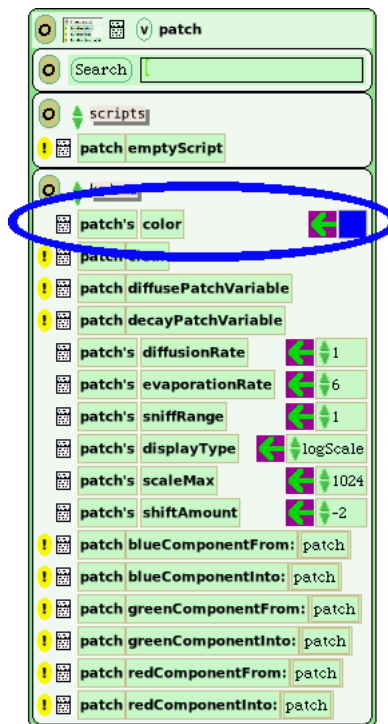 v patch
Search
scripts
! patch emptyScript
patch's color
! patch
! patch diffusePatchVariable
! patch decayPatchVariable
patch's diffusionRate 1
patch's evaporationRate 6
patch's sniffRange 1
patch's displayType logScale
patch's scaleMax 1024
patch's shiftAmount -2
! patch blueComponentFrom: patch
! patch blueComponentInto: patch
! patch greenComponentFrom: patch
! patch greenComponentInto: patch
! patch redComponentFrom: patch
! patch redComponentInto: patch